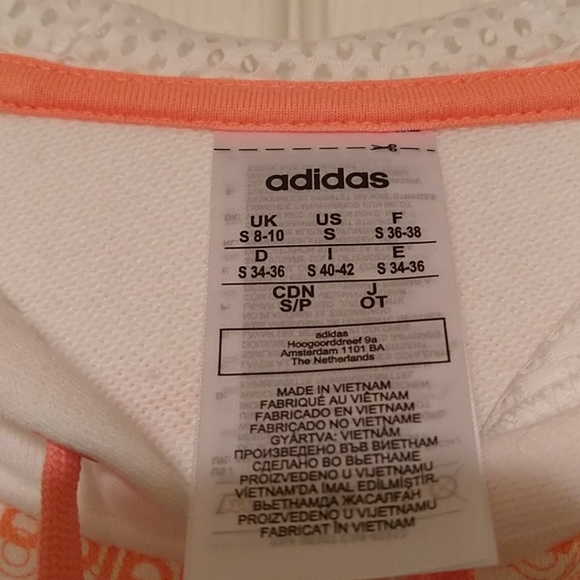 adidas
UK US F
S 8-10 S S 36-38
D I E
S 34-36 S 40-42 S 34-36
CDN J
S/P OT
adidas
Hoogoorddreef 9a
Amsterdam 1101 BA
The Netherlands
MADE IN VIETNAM
FABRIQUÉ AU VIETNAM
FABRICADO EN VIETNAM
FABRICADO NO VIETNAME
GYÁRTVA: VIETNÁM
ПРОИЗВЕДЕНО ВЪВ ВИЕТНАМ
СДЕЛАНО ВО ВЬЕТНАМЕ
PROIZVEDENO U VIJETNAMU
VİETNAM'DA İMAL EDİLMİŞTİR.
ВЬЕТНАМДА ЖАСАЛҒАН
PROIZVEDENO U VIJETNAMU
FABRICAT ÎN VIETNAM